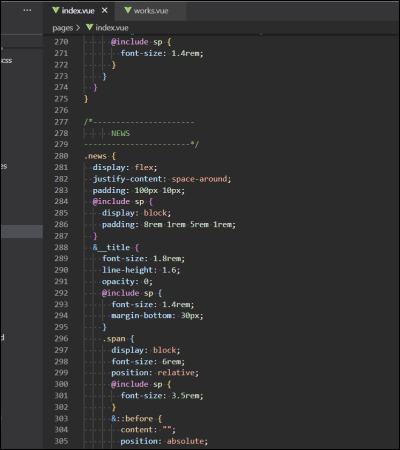 index.vue works.vue
pages > index.vue
scss
270 @include sp {
271 font-size: 1.4rem;
272 }
273 }
274 }
275 }
276
277 /*----------------------
278 NEWS
279 -----------------------*/
280 .news {
281 display: flex;
282 justify-content: space-around;
283 padding: 100px 10px;
284 @include sp {
285 display: block;
286 padding: 8rem 1rem 5rem 1rem;
287 }
288 &__title {
289 font-size: 1.8rem;
290 line-height: 1.6;
291 opacity: 0;
292 @include sp {
293 font-size: 1.4rem;
294 margin-bottom: 30px;
295 }
296 .span {
297 display: block;
298 font-size: 6rem;
299 position: relative;
300 @include sp {
301 font-size: 3.5rem;
302 }
303 &::before {
304 content: "";
305 position: absolute;